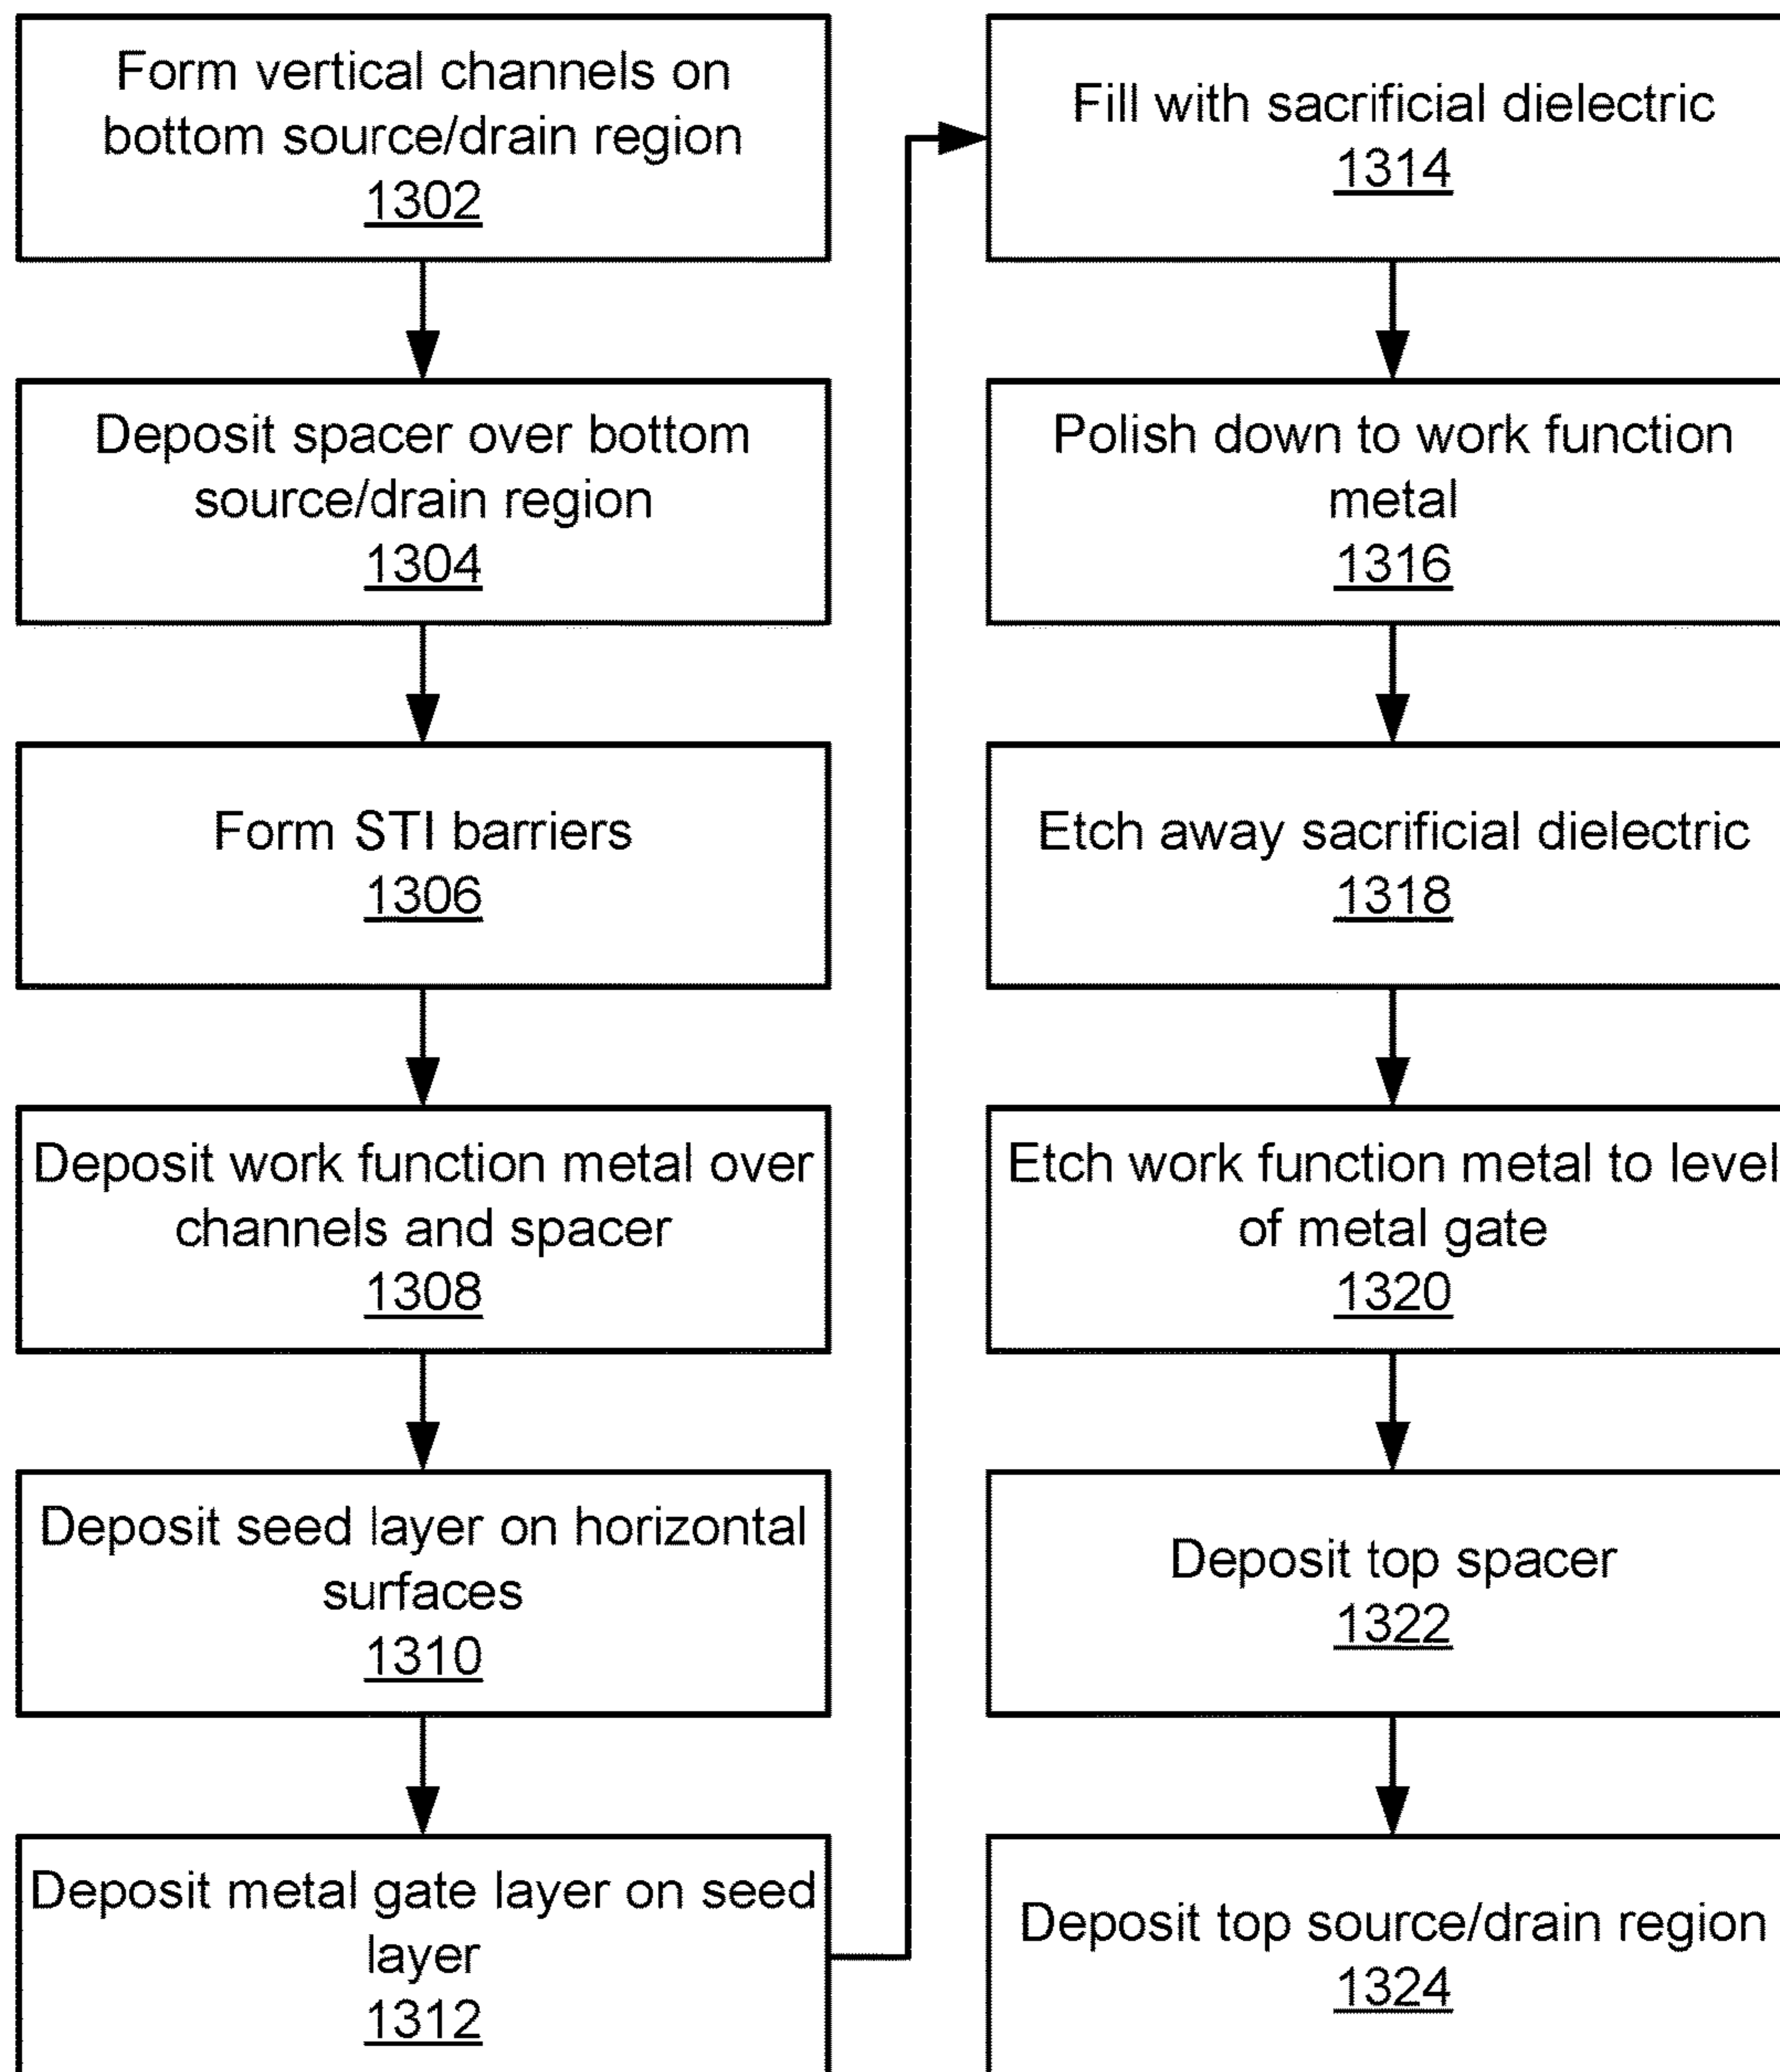 Form vertical channels on
bottom source/drain region
1302
Deposit spacer over bottom
source/drain region
1304
Form STI barriers
1306
Deposit work function metal over
channels and spacer
1308
Deposit seed layer on horizontal
surfaces
1310
Deposit metal gate layer on seed
layer
1312
Fill with sacrificial dielectric
1314
Polish down to work function
metal
1316
Etch away sacrificial dielectric
1318
Etch work function metal to level
of metal gate
1320
Deposit top spacer
1322
Deposit top source/drain region
1324